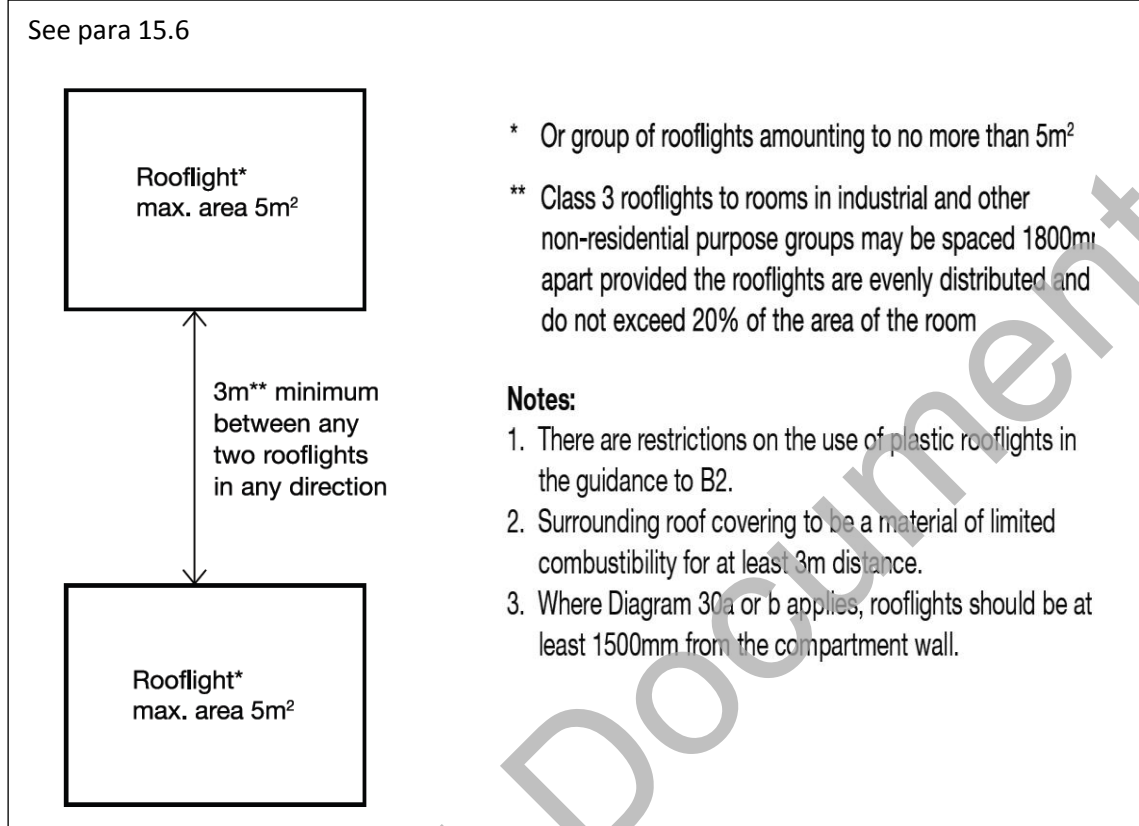 See para 15.6
Rooflight*
max. area 5m²
3m** minimum
between any
two rooflights
in any direction
Rooflight*
max. area 5m²
* Or group of rooflights amounting to no more than 5m²
** Class 3 rooflights to rooms in industrial and other
non-residential purpose groups may be spaced
apart provided the rooflights are evenly distributed and
do not exceed 20% of the area of the room
Notes:
1. There are restrictions on the use of plastic rooflights in
the guidance to B2.
2. Surrounding roof covering to be a material of limited
combustibility for at least 3m distance.
3. Where Diagram 30a or b applies, rooflights should be at
least 1500mm from the compartment wall.
Document